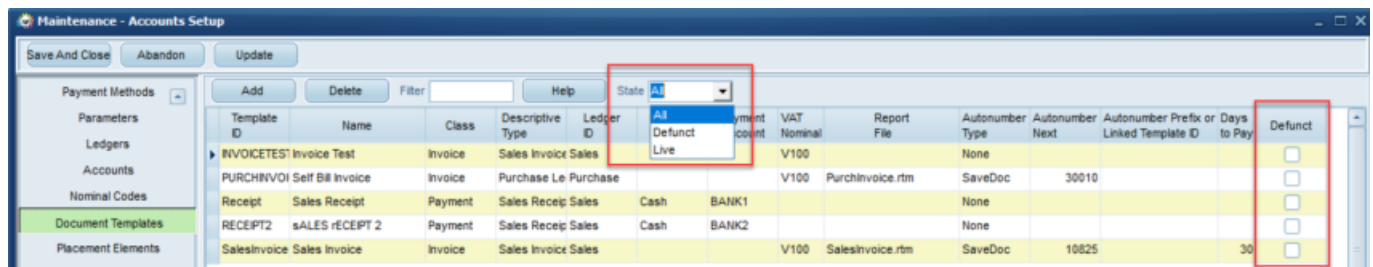 Maintenance - Accounts Setup
Save And Close Abandon Update
Payment Methods Add Delete Filter Help State All
All
Defunct
Live
Parameters
Ledgers
Accounts
Nominal Codes
Document Templates
Placement Elements
Template ID Name Class Descriptive Type Ledger ID yment count VAT Nominal Report File Autonumber Type Autonumber Next Autonumber Prefix or Linked Template ID Days to Pay Defunct
INVOICETEST Invoice Test Invoice Sales Invoice Sales V100 None
PURCHINVOI Self Bill Invoice Invoice Purchase Le Purchase V100 PurchInvoice.rtm SaveDoc 30010
Receipt Sales Receipt Payment Sales Receip Sales Cash BANK1 None
RECEIPT2 sALES rECEIPT 2 Payment Sales Receip Sales Cash BANK2 None
SalesInvoice Sales Invoice Invoice Sales Invoice Sales V100 SalesInvoice.rtm SaveDoc 10825 30